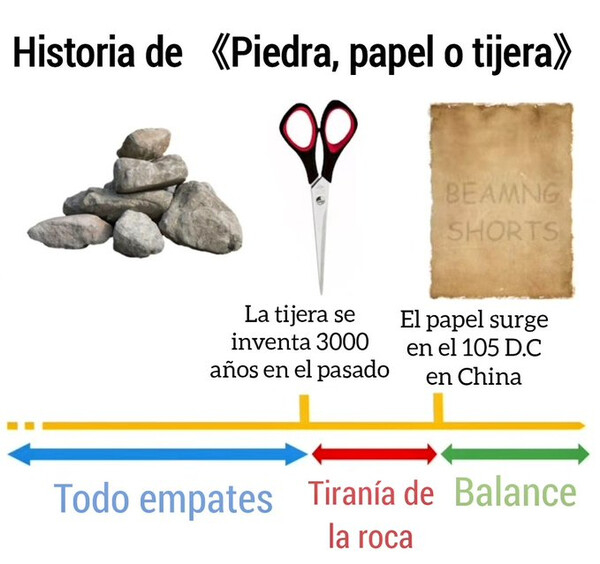 Historia de 《Piedra, papel o tijera》
BEAMNG
SHORTS
La tijera se
inventa 3000
años en el pasado
El papel surge
en el 105 D.C
en China
Todo empates
Tiranía de
la roca
Balance